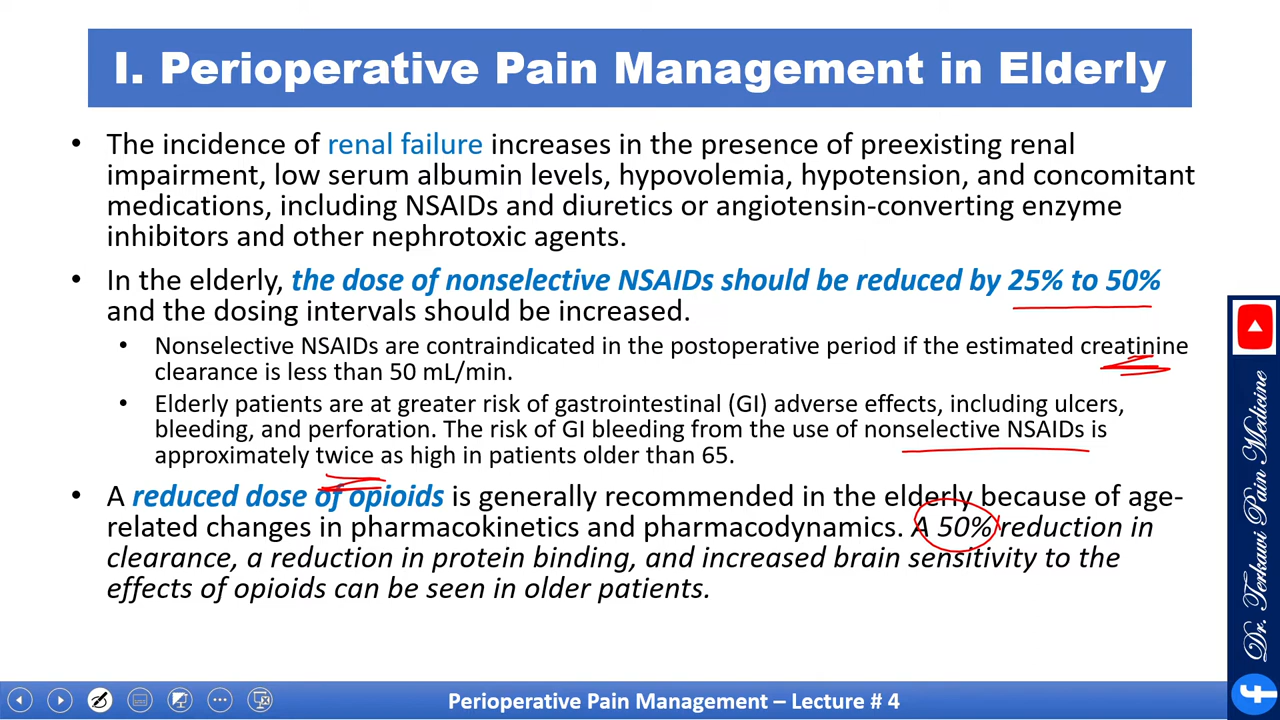 I. Perioperative Pain Management in Elderly
• The incidence of renal failure increases in the presence of preexisting renal
impairment, low serum albumin levels, hypovolemia, hypotension, and concomitant
medications, including NSAIDs and diuretics or angiotensin-converting enzyme
inhibitors and other nephrotoxic agents.
• In the elderly, the dose of nonselective NSAIDs should be reduced by 25% to 50%
and the dosing intervals should be increased.
• Nonselective NSAIDs are contraindicated in the postoperative period if the estimated creatinine
clearance is less than 50 mL/min.
• Elderly patients are at greater risk of gastrointestinal (GI) adverse effects, including ulcers,
bleeding, and perforation. The risk of GI bleeding from the use of nonselective NSAIDs is
approximately twice as high in patients older than 65.
• A reduced dose of opioids is generally recommended in the elderly because of age-
related changes in pharmacokinetics and pharmacodynamics. A 50% reduction in
clearance, a reduction in protein binding, and increased brain sensitivity to the
effects of opioids can be seen in older patients.
Perioperative Pain Management – Lecture # 4
Dr. Terkawi Pain Medicine